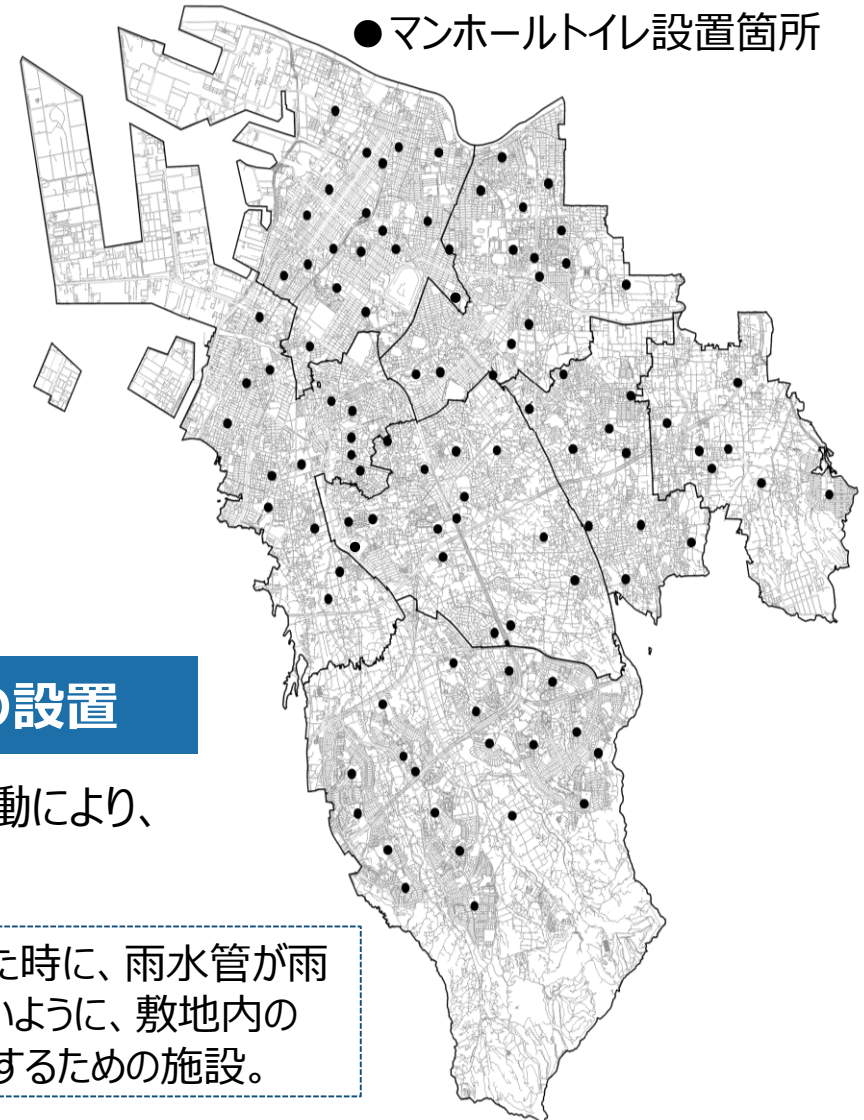 ●マンホールトイレ設置箇所
の設置
動により、
た時に、雨水管が雨
いように、敷地内の
するための施設。